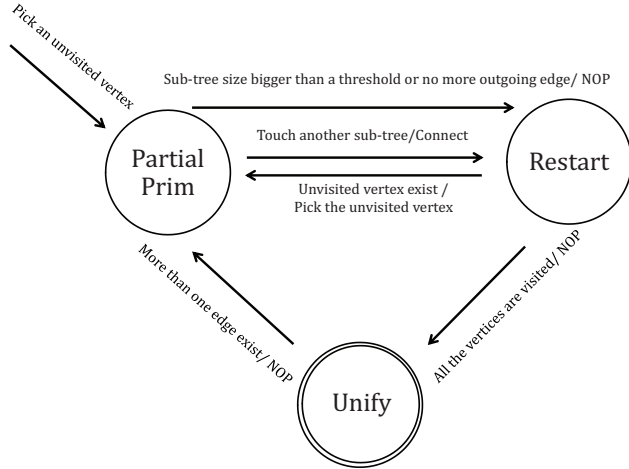 Pick an unvisited vertex
Sub-tree size bigger than a threshold or no more outgoing edge/ NOP
Touch another sub-tree/Connect
Partial
Prim
Restart
Unvisited vertex exist /
Pick the unvisited vertex
More than one edge exist/ NOP
All the vertices are visited/ NOP
Unify